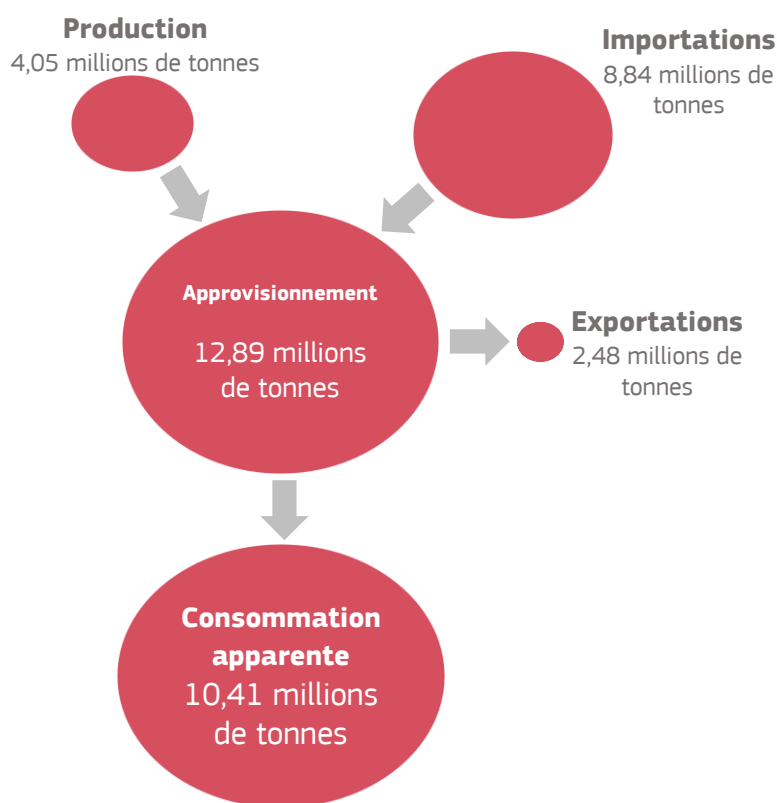 Production
4,05 millions de tonnes
Importations
8,84 millions de
tonnes
Approvisionnement
12,89 millions
de tonnes
Exportations
2,48 millions de
tonnes
Consommation
apparente
10,41 millions
de tonnes